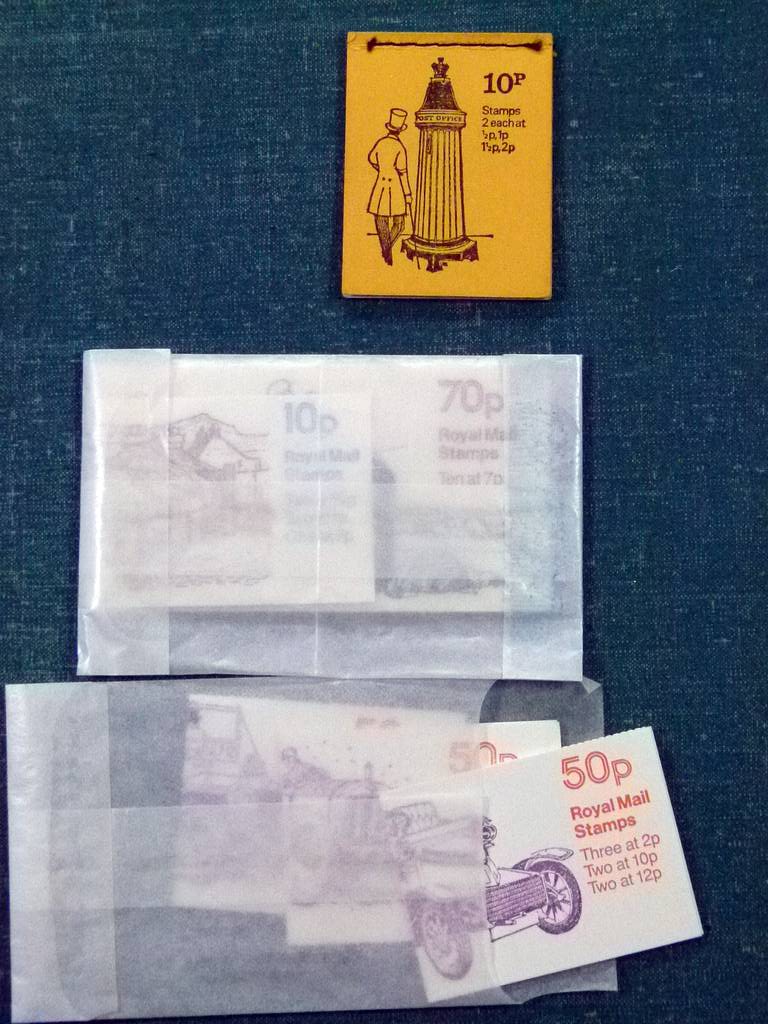 10P
Stamps
2 each at
½p, 1p
1½p, 2p
POST OFFICE
10p
Royal Mail
Stamps
70p
Royal Mail
Stamps
Ten at 7p
50p
50p
Royal Mail
Stamps
Three at 2p
Two at 10p
Two at 12p